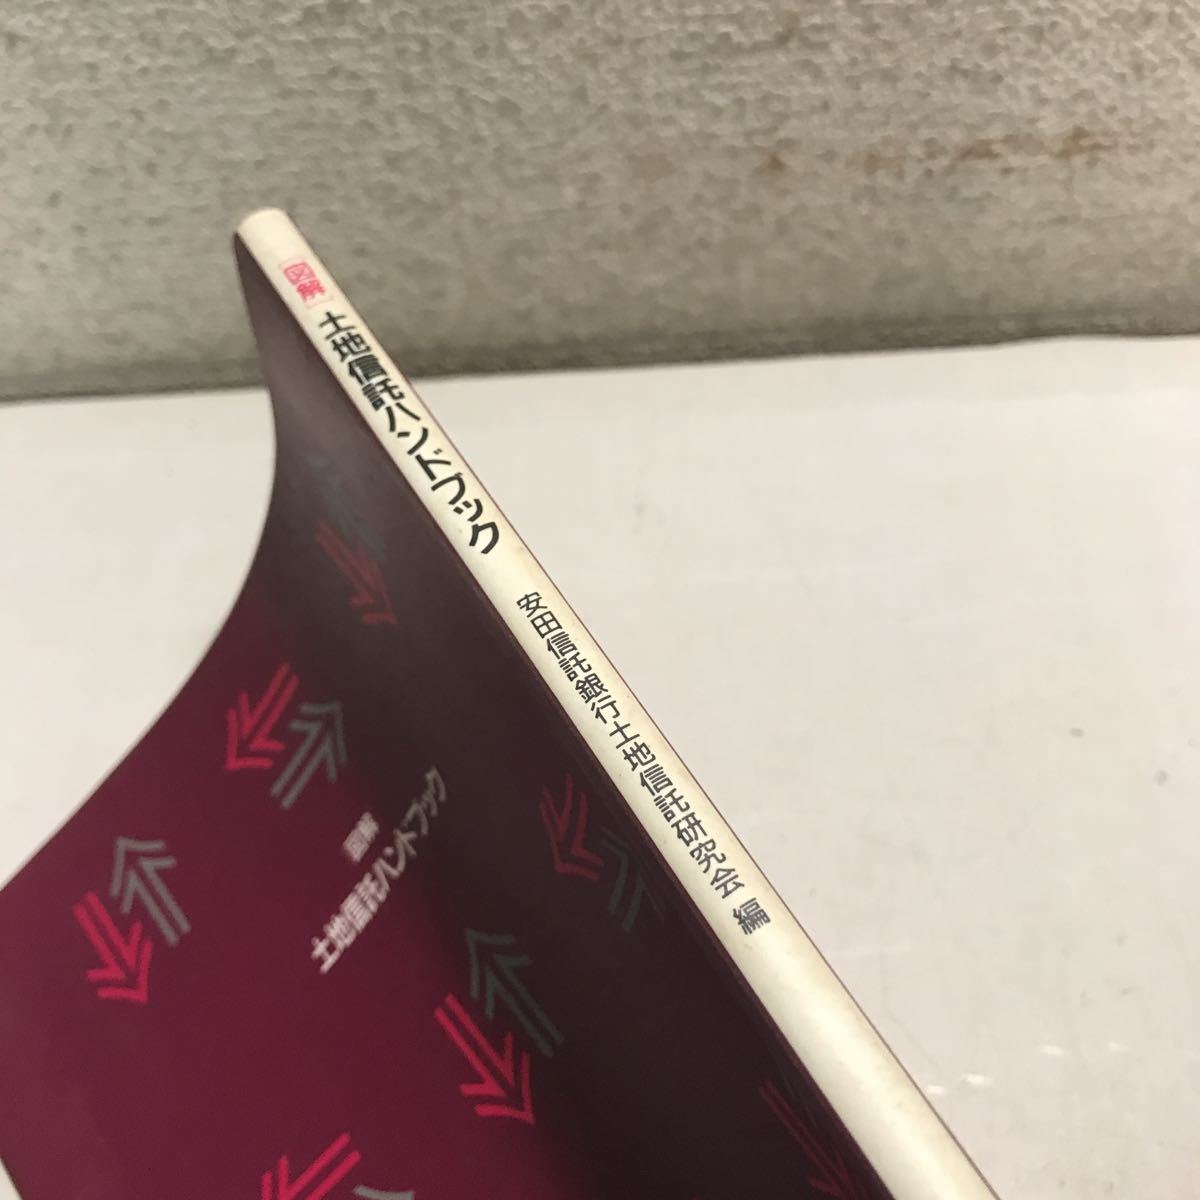 図解
土地信託ハンドブック
安田信託銀行土地信託研究会 編
図解
土地信託ハンドブック